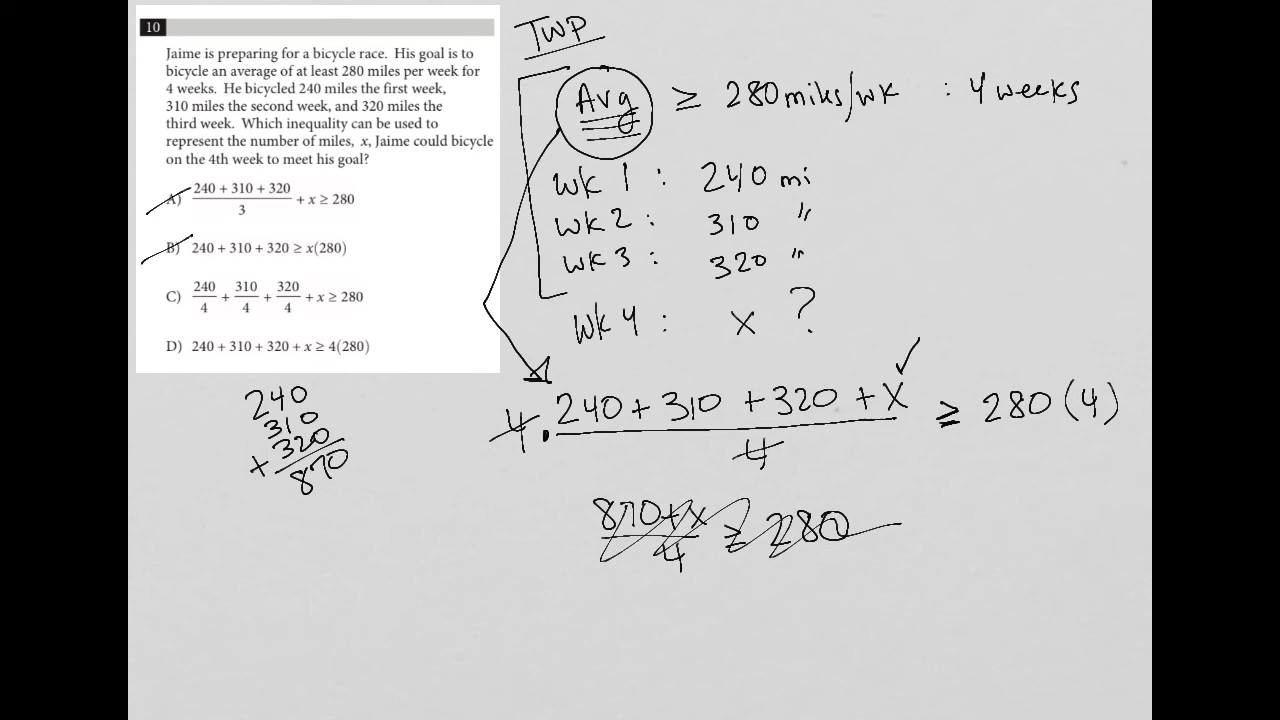 10
Jaime is preparing for a bicycle race. His goal is to
bicycle an average of at least 280 miles per week for
4 weeks. He bicycled 240 miles the first week,
310 miles the second week, and 320 miles the
third week. Which inequality can be used to
represent the number of miles, x, Jaime could bicycle
on the 4th week to meet his goal?
A) (240 + 310 + 320)/3 + x ≥ 280
B) 240 + 310 + 320 ≥ x(280)
C) 240/4 + 310/4 + 320/4 + x ≥ 280
D) 240 + 310 + 320 + x ≥ 4(280)
TWP
Avg ≥ 280 miles/wk : 4 weeks
Wk 1 : 240 mi
Wk 2 : 310 "
Wk 3 : 320 "
Wk 4 : x ?
4 · (240 + 310 + 320 + x)/4 ≥ 280 (4)
240
310
+ 320
870
(870 + x)/4 ≥ 280